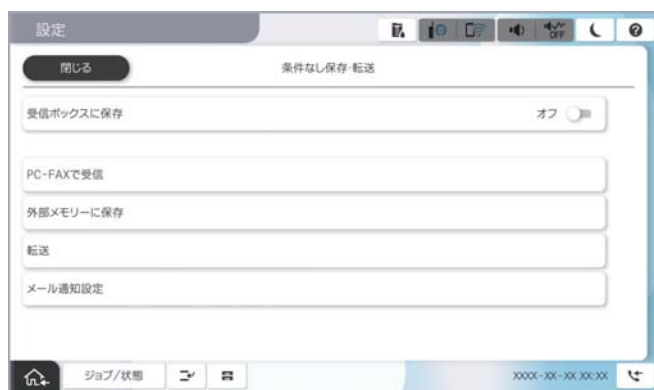 設定
OFF
閉じる
条件なし保存・転送
受信ボックスに保存
オフ
PC-FAXで受信
外部メモリーに保存
転送
メール通知設定
ジョブ/状態
XXXX-XX-XX XX:XX